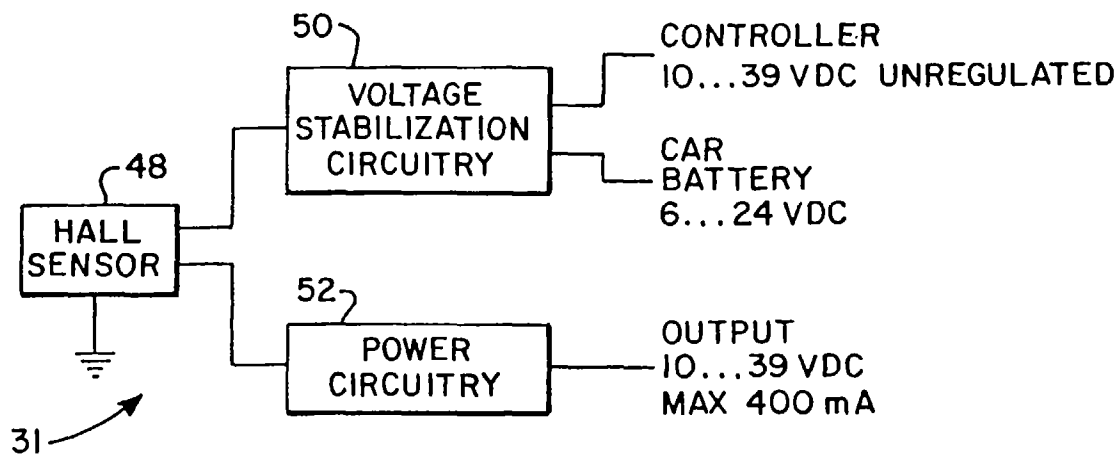 50
VOLTAGE
STABILIZATION
CIRCUITRY
CONTROLLER
10...39 VDC UNREGULATED
CAR
BATTERY
6...24 VDC
48
HALL
SENSOR
52
POWER
CIRCUITRY
OUTPUT
10...39 VDC
MAX 400 mA
31